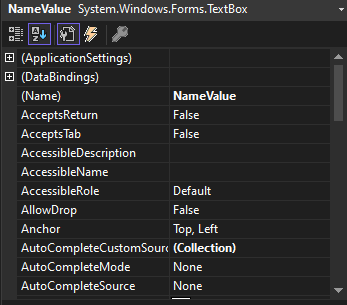 NameValue System.Windows.Forms.TextBox
(ApplicationSettings)
(DataBindings)
(Name) NameValue
AcceptsReturn False
AcceptsTab False
AccessibleDescription
AccessibleName
AccessibleRole Default
AllowDrop False
Anchor Top, Left
AutoCompleteCustomSourc (Collection)
AutoCompleteMode None
AutoCompleteSource None